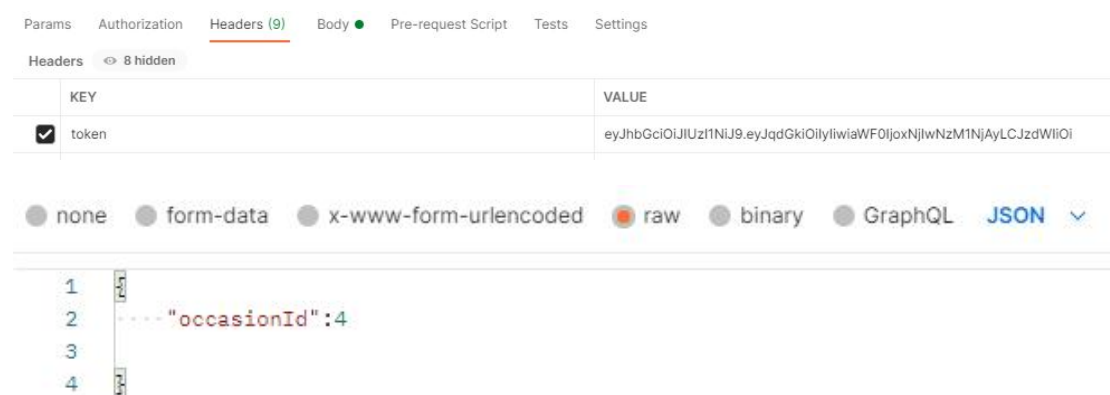 Params Authorization Headers (9) Body Pre-request Script Tests Settings
Headers 8 hidden
KEY VALUE
token eyJhbGciOiJIUzI1NiJ9.eyJqdGkiOiIyIiwiaWF0IjoxNjIwNzM1NjAyLCJzdWIiOi
none form-data x-www-form-urlencoded raw binary GraphQL JSON
1 {
2 "occasionId":4
3
4 }